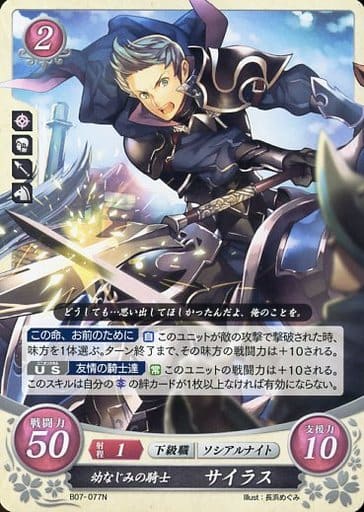 2
どうしても…思い出してほしかったんだよ、俺のことを。
この命、お前のために 自 このユニットが敵の攻撃で撃破された時、
味方を1体選ぶ。ターン終了まで、その味方の戦闘力は+10される。
US 友情の騎士達 常 このユニットの戦闘力は+10される。
このスキルは自分の の絆カードが1枚以上なければ有効にならない。
戦闘力
50
射程 1
下級職
ソシアルナイト
支援力
10
幼なじみの騎士 サイラス
B07-077N
Illust:長浜めぐみ